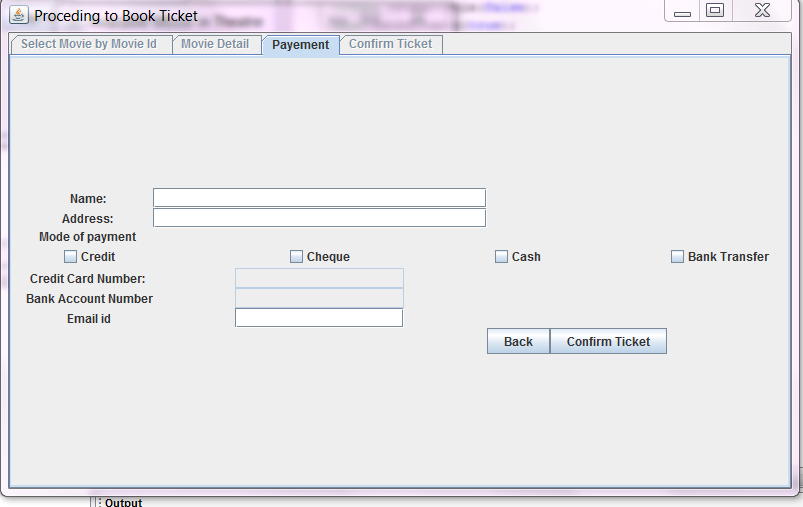 Proceding to Book Ticket
Select Movie by Movie Id Movie Detail Payement Confirm Ticket
Name:
Address:
Mode of payment
Credit Cheque Cash Bank Transfer
Credit Card Number:
Bank Account Number
Email id
Back Confirm Ticket
Output